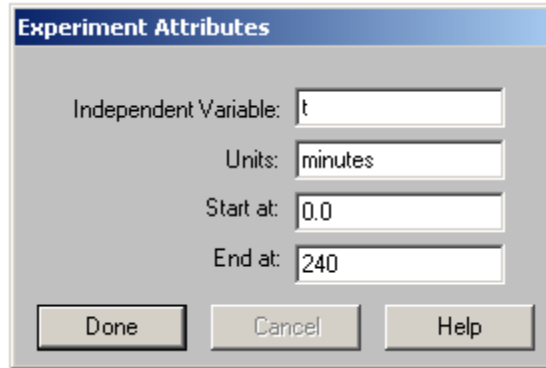 Experiment Attributes
Independent Variable: t
Units: minutes
Start at: 0.0
End at: 240
Done Cancel Help